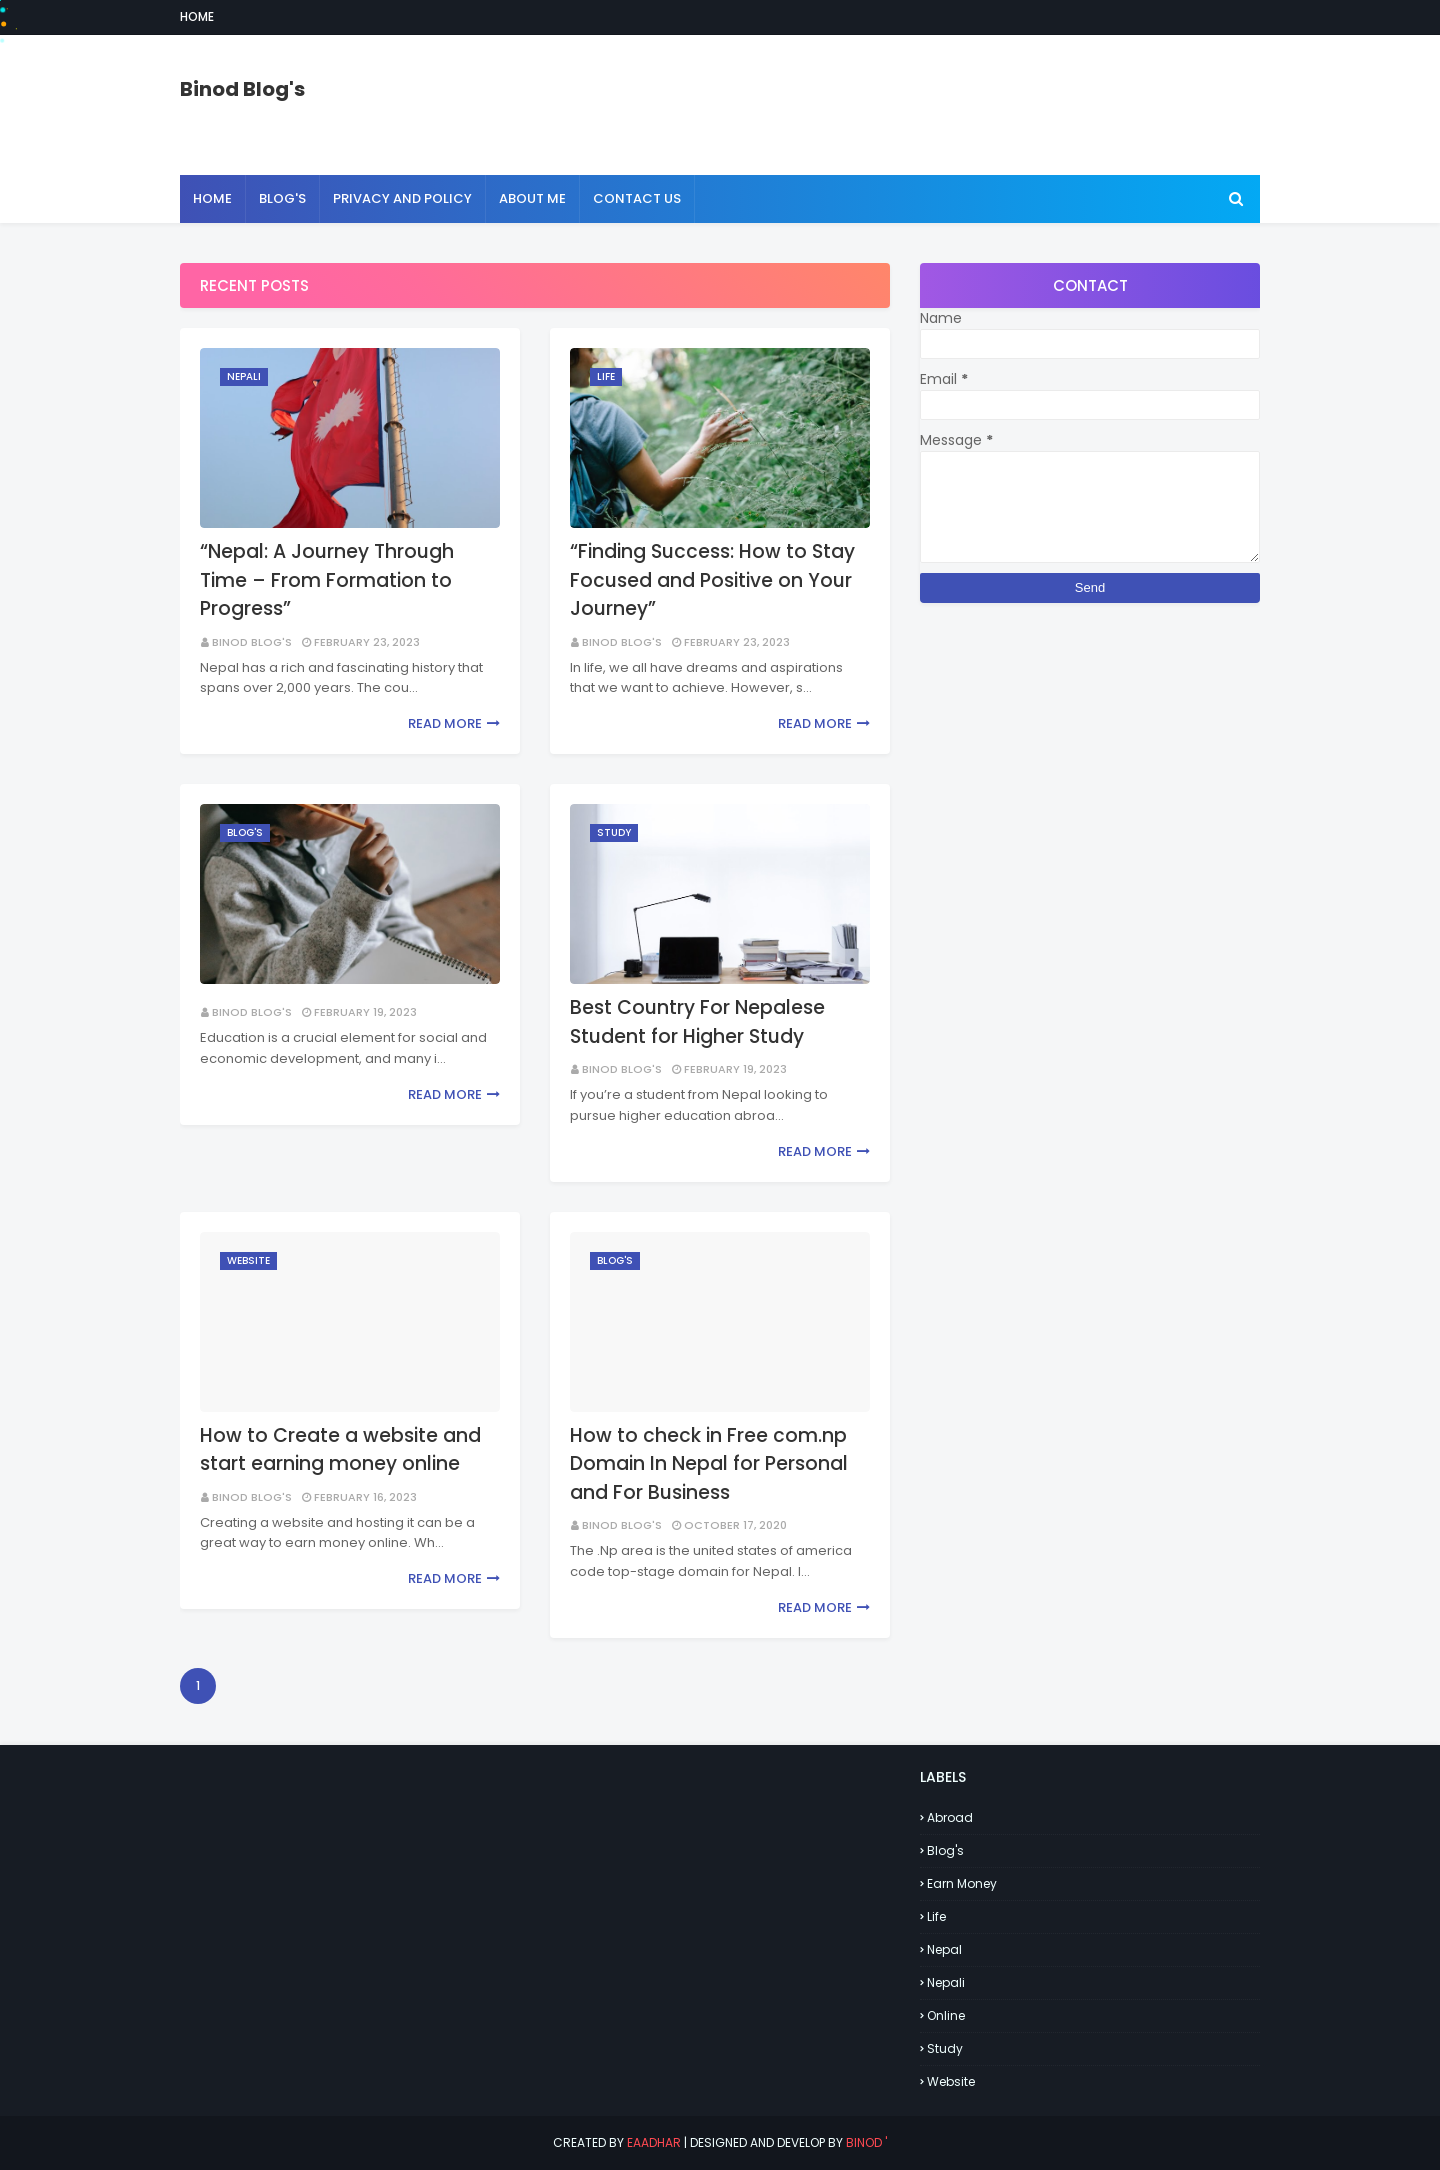 HOME
Binod Blog's
HOME
BLOG'S
PRIVACY AND POLICY
ABOUT ME
CONTACT US
RECENT POSTS
NEPALI
“Nepal: A Journey Through
Time – From Formation to
Progress”
BINOD BLOG'S FEBRUARY 23, 2023
Nepal has a rich and fascinating history that
spans over 2,000 years. The cou...
READ MORE
LIFE
“Finding Success: How to Stay
Focused and Positive on Your
Journey”
BINOD BLOG'S FEBRUARY 23, 2023
In life, we all have dreams and aspirations
that we want to achieve. However, s...
READ MORE
BLOG'S
BINOD BLOG'S FEBRUARY 19, 2023
Education is a crucial element for social and
economic development, and many i...
READ MORE
STUDY
Best Country For Nepalese
Student for Higher Study
BINOD BLOG'S FEBRUARY 19, 2023
If you’re a student from Nepal looking to
pursue higher education abroa...
READ MORE
WEBSITE
How to Create a website and
start earning money online
BINOD BLOG'S FEBRUARY 16, 2023
Creating a website and hosting it can be a
great way to earn money online. Wh...
READ MORE
BLOG'S
How to check in Free com.np
Domain In Nepal for Personal
and For Business
BINOD BLOG'S OCTOBER 17, 2020
The .Np area is the united states of america
code top-stage domain for Nepal. I...
READ MORE
1
CONTACT
Name
Email *
Message *
Send
LABELS
Abroad
Blog's
Earn Money
Life
Nepal
Nepali
Online
Study
Website
CREATED BY EAADHAR | DESIGNED AND DEVELOP BY BINOD '